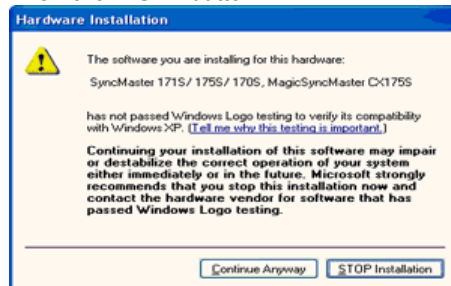 Hardware Installation
The software you are installing for this hardware:
SyncMaster 171S/ 175S/ 170S, MagicSyncMaster CX175S
has not passed Windows Logo testing to verify its compatibility
with Windows XP. (Tell me why this testing is important.)
Continuing your installation of this software may impair
or destabilize the correct operation of your system
either immediately or in the future. Microsoft strongly
recommends that you stop this installation now and
contact the hardware vendor for software that has
passed Windows Logo testing.
Continue Anyway
STOP Installation